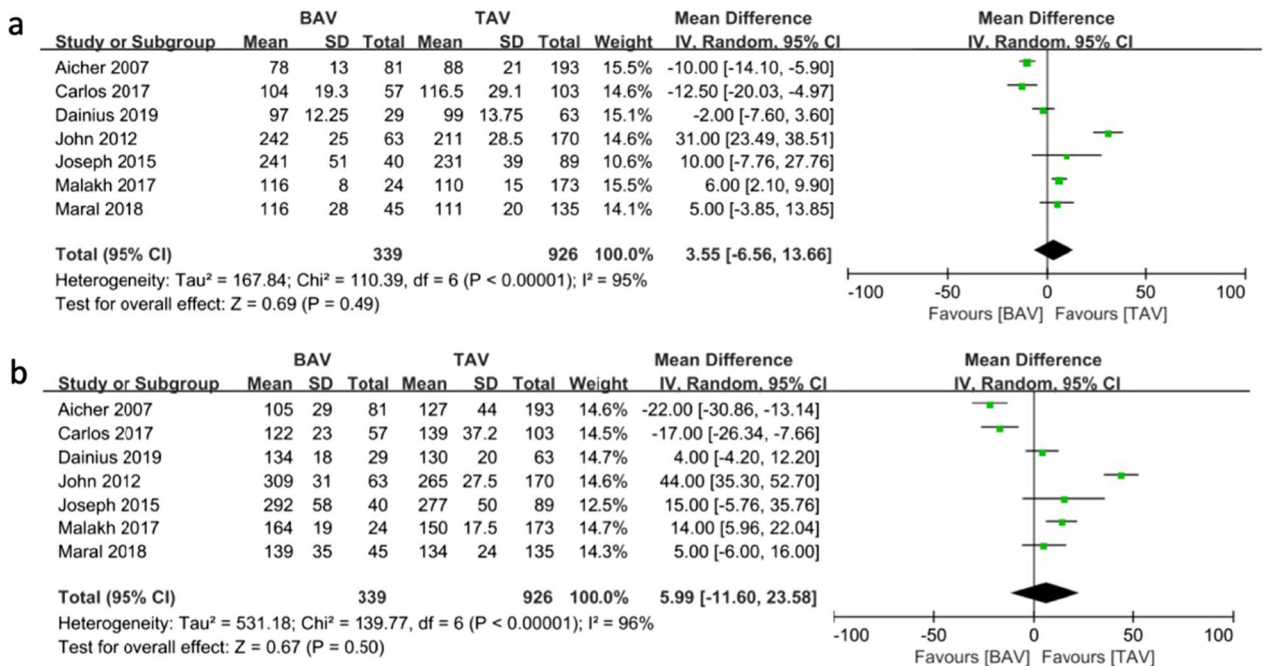 a
BAV TAV Mean Difference Mean Difference
Study or Subgroup Mean SD Total Mean SD Total Weight IV, Random, 95% CI IV, Random, 95% CI
Aicher 2007 78 13 81 88 21 193 15.5% -10.00 [-14.10, -5.90]
Carlos 2017 104 19.3 57 116.5 29.1 103 14.6% -12.50 [-20.03, -4.97]
Dainius 2019 97 12.25 29 99 13.75 63 15.1% -2.00 [-7.60, 3.60]
John 2012 242 25 63 211 28.5 170 14.6% 31.00 [23.49, 38.51]
Joseph 2015 241 51 40 231 39 89 10.6% 10.00 [-7.76, 27.76]
Malakh 2017 116 8 24 110 15 173 15.5% 6.00 [2.10, 9.90]
Maral 2018 116 28 45 111 20 135 14.1% 5.00 [-3.85, 13.85]
Total (95% CI) 339 926 100.0% 3.55 [-6.56, 13.66]
Heterogeneity: Tau² = 167.84; Chi² = 110.39, df = 6 (P < 0.00001); I² = 95%
Test for overall effect: Z = 0.69 (P = 0.49)
-100 -50 0 50 100
Favours [BAV] Favours [TAV]
b
BAV TAV Mean Difference Mean Difference
Study or Subgroup Mean SD Total Mean SD Total Weight IV, Random, 95% CI IV, Random, 95% CI
Aicher 2007 105 29 81 127 44 193 14.6% -22.00 [-30.86, -13.14]
Carlos 2017 122 23 57 139 37.2 103 14.5% -17.00 [-26.34, -7.66]
Dainius 2019 134 18 29 130 20 63 14.7% 4.00 [-4.20, 12.20]
John 2012 309 31 63 265 27.5 170 14.6% 44.00 [35.30, 52.70]
Joseph 2015 292 58 40 277 50 89 12.5% 15.00 [-5.76, 35.76]
Malakh 2017 164 19 24 150 17.5 173 14.7% 14.00 [5.96, 22.04]
Maral 2018 139 35 45 134 24 135 14.3% 5.00 [-6.00, 16.00]
Total (95% CI) 339 926 100.0% 5.99 [-11.60, 23.58]
Heterogeneity: Tau² = 531.18; Chi² = 139.77, df = 6 (P < 0.00001); I² = 96%
Test for overall effect: Z = 0.67 (P = 0.50)
-100 -50 0 50 100
Favours [BAV] Favours [TAV]